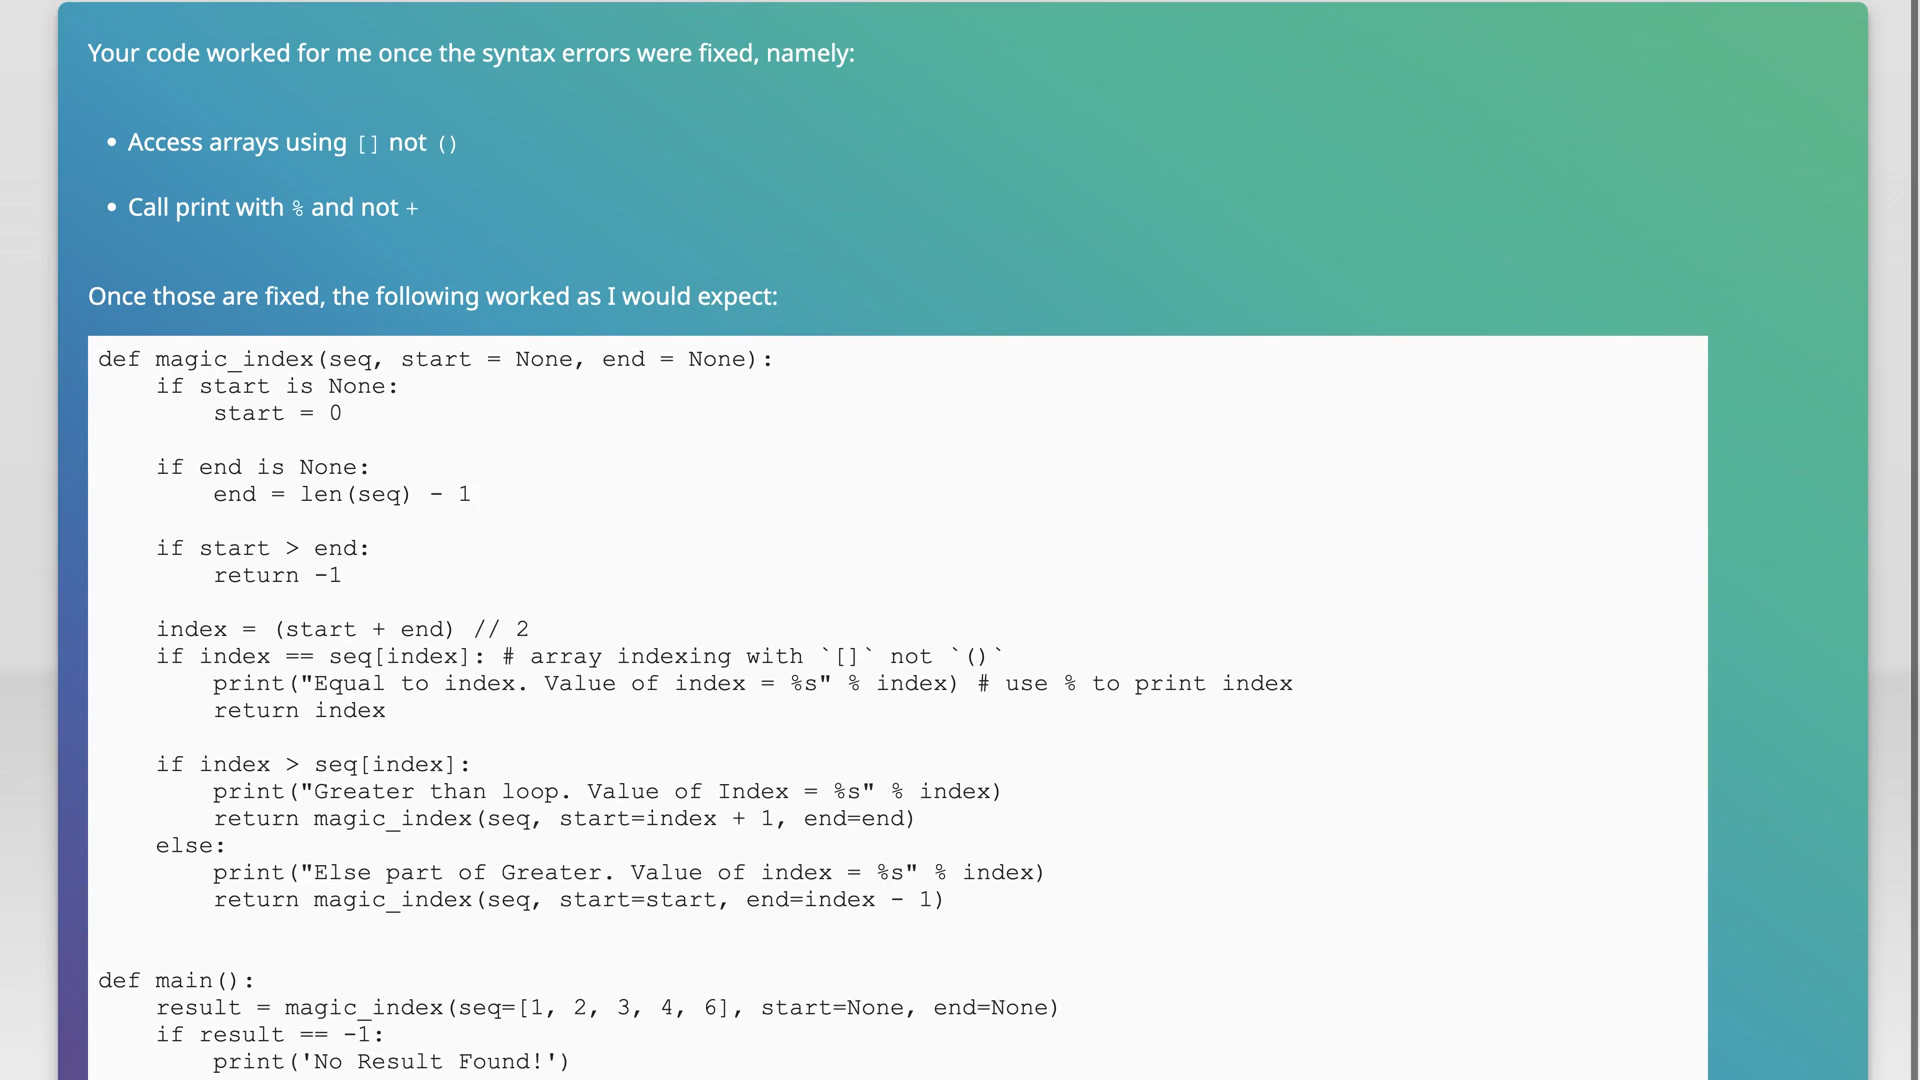 Your code worked for me once the syntax errors were fixed, namely:
• Access arrays using [] not ()
• Call print with % and not +
Once those are fixed, the following worked as I would expect:
def magic_index(seq, start = None, end = None):
    if start is None:
        start = 0
    if end is None:
        end = len(seq) - 1
    if start > end:
        return -1
    index = (start + end) // 2
    if index == seq[index]: # array indexing with `[]` not `()`
        print("Equal to index. Value of index = %s" % index) # use % to print index
        return index
    if index > seq[index]:
        print("Greater than loop. Value of Index = %s" % index)
        return magic_index(seq, start=index + 1, end=end)
    else:
        print("Else part of Greater. Value of index = %s" % index)
        return magic_index(seq, start=start, end=index - 1)
def main():
    result = magic_index(seq=[1, 2, 3, 4, 6], start=None, end=None)
    if result == -1:
        print('No Result Found!')